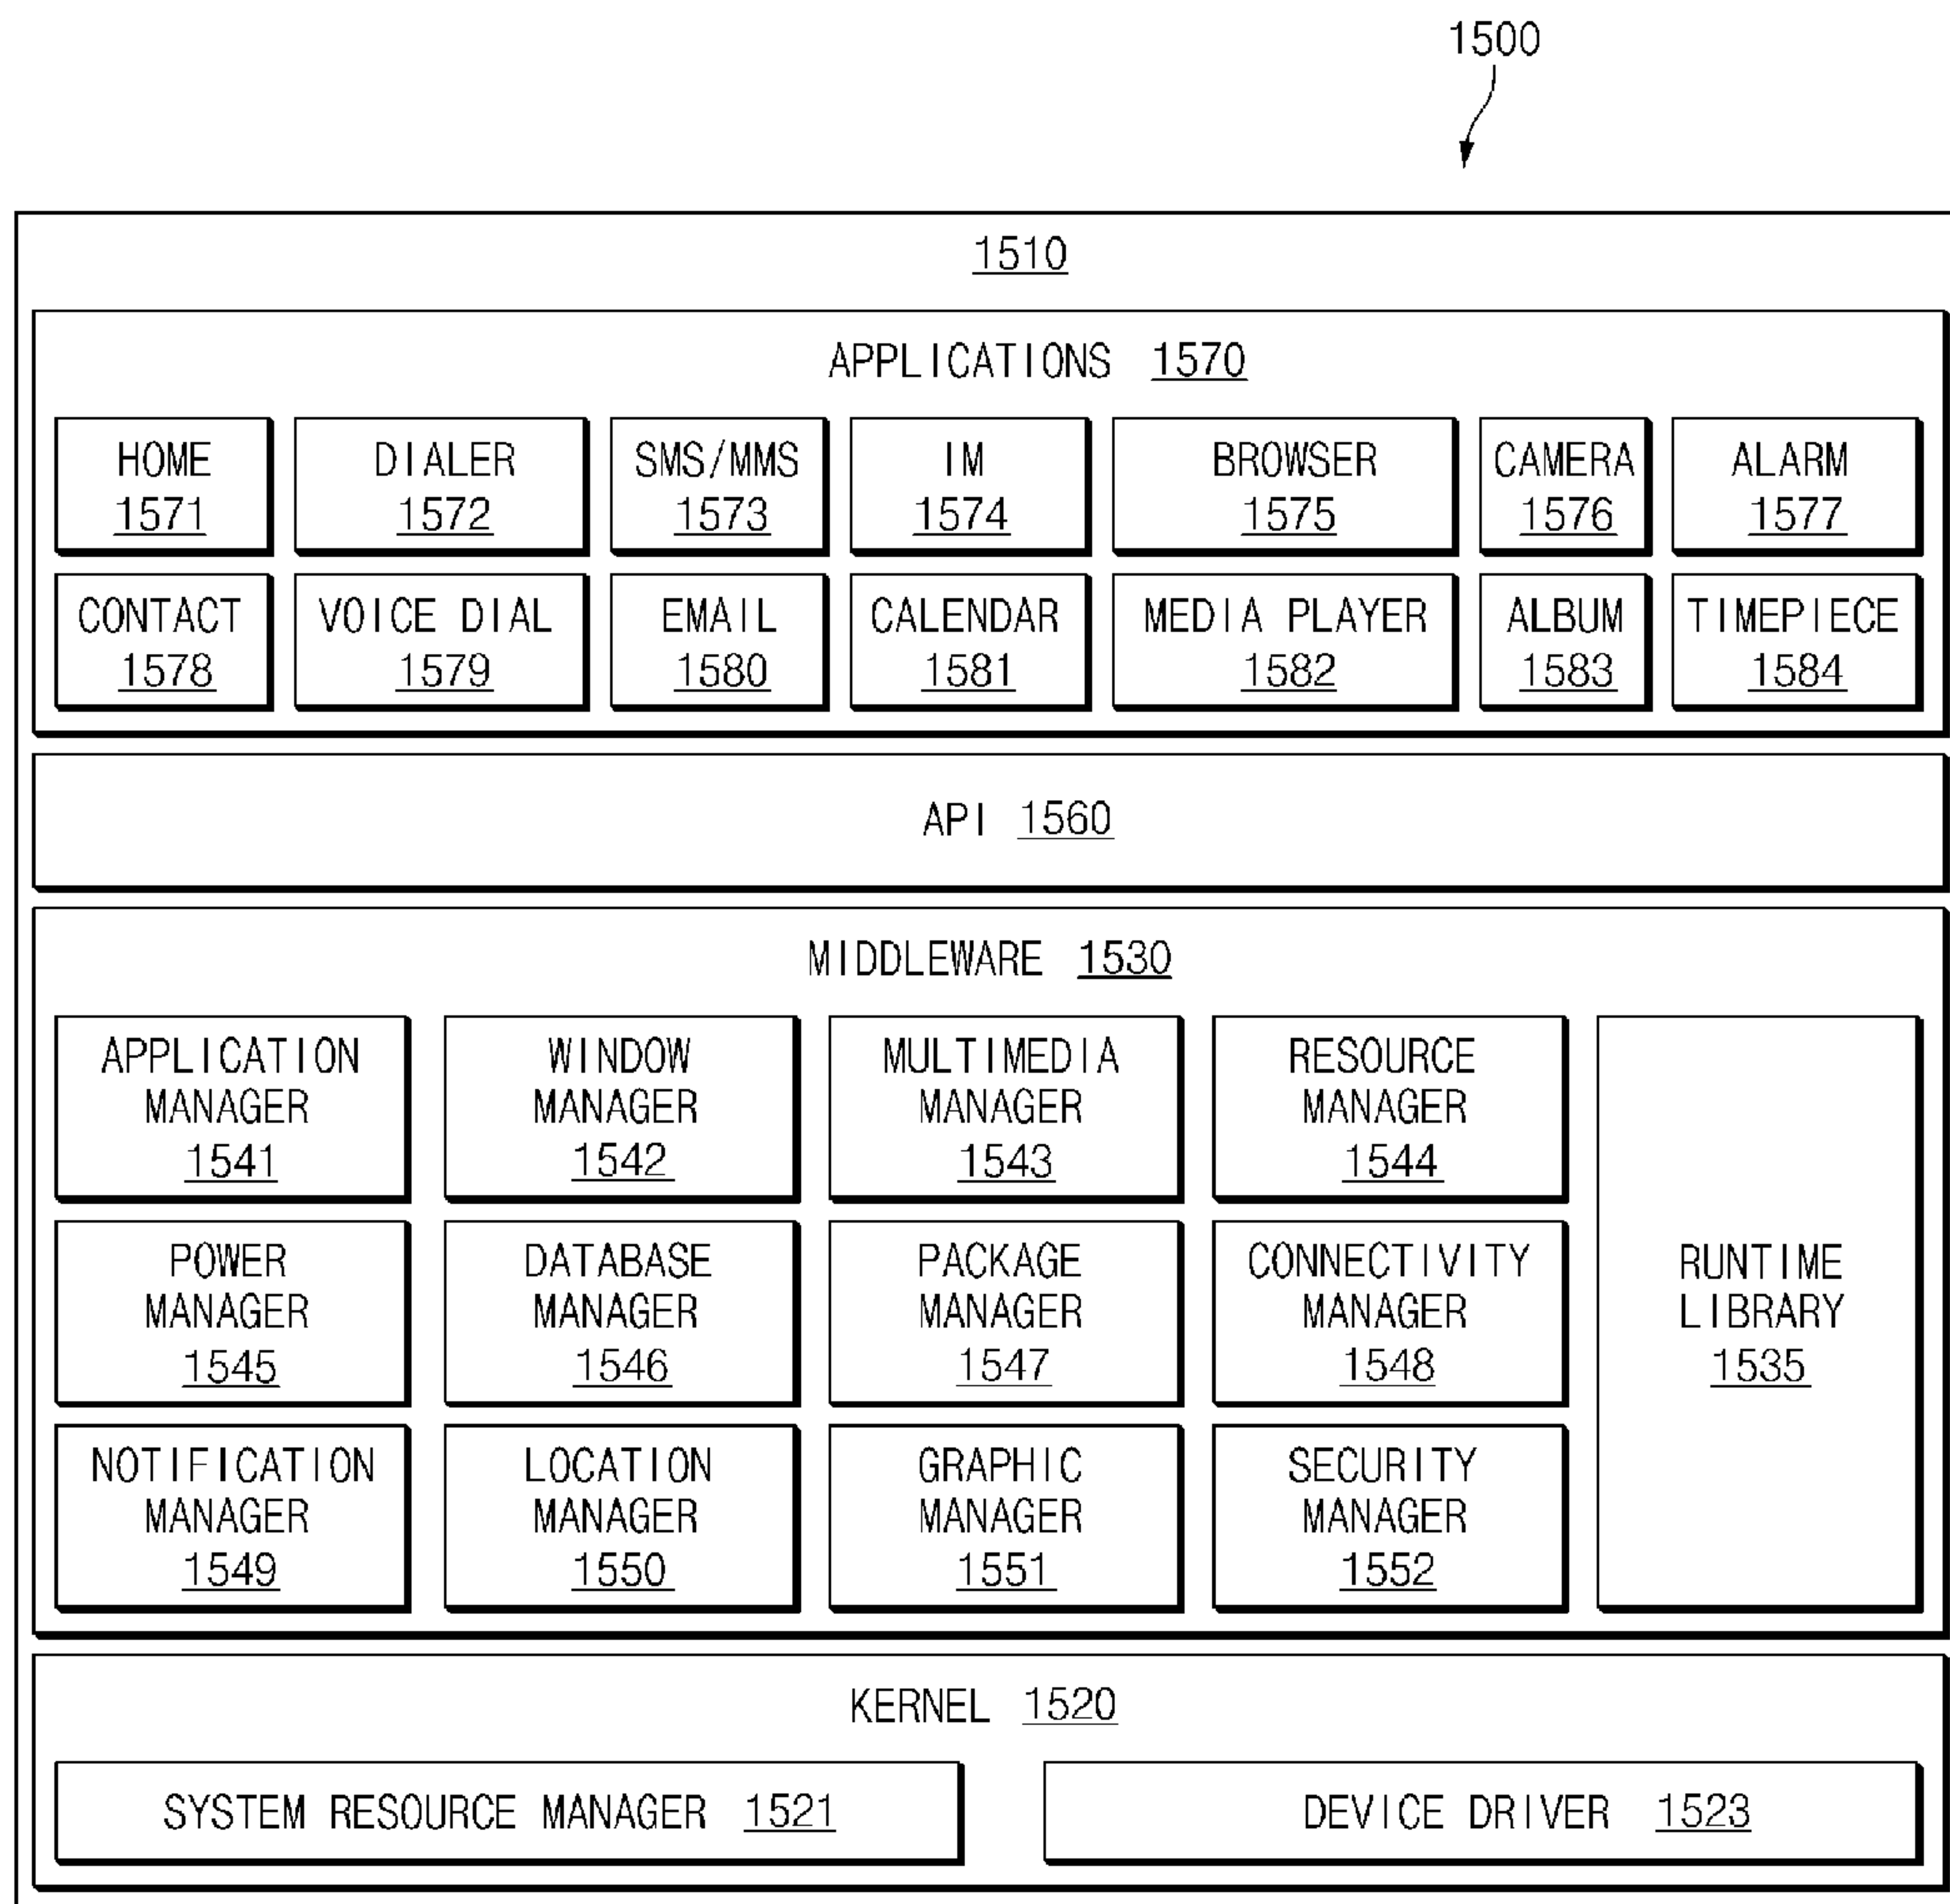 1500
1510
APPLICATIONS 1570
HOME 1571
DIALER 1572
SMS/MMS 1573
IM 1574
BROWSER 1575
CAMERA 1576
ALARM 1577
CONTACT 1578
VOICE DIAL 1579
EMAIL 1580
CALENDAR 1581
MEDIA PLAYER 1582
ALBUM 1583
TIMEPIECE 1584
API 1560
MIDDLEWARE 1530
APPLICATION
MANAGER
1541
WINDOW
MANAGER
1542
MULTIMEDIA
MANAGER
1543
RESOURCE
MANAGER
1544
POWER
MANAGER
1545
DATABASE
MANAGER
1546
PACKAGE
MANAGER
1547
CONNECTIVITY
MANAGER
1548
RUNTIME
LIBRARY
1535
NOTIFICATION
MANAGER
1549
LOCATION
MANAGER
1550
GRAPHIC
MANAGER
1551
SECURITY
MANAGER
1552
KERNEL 1520
SYSTEM RESOURCE MANAGER 1521
DEVICE DRIVER 1523